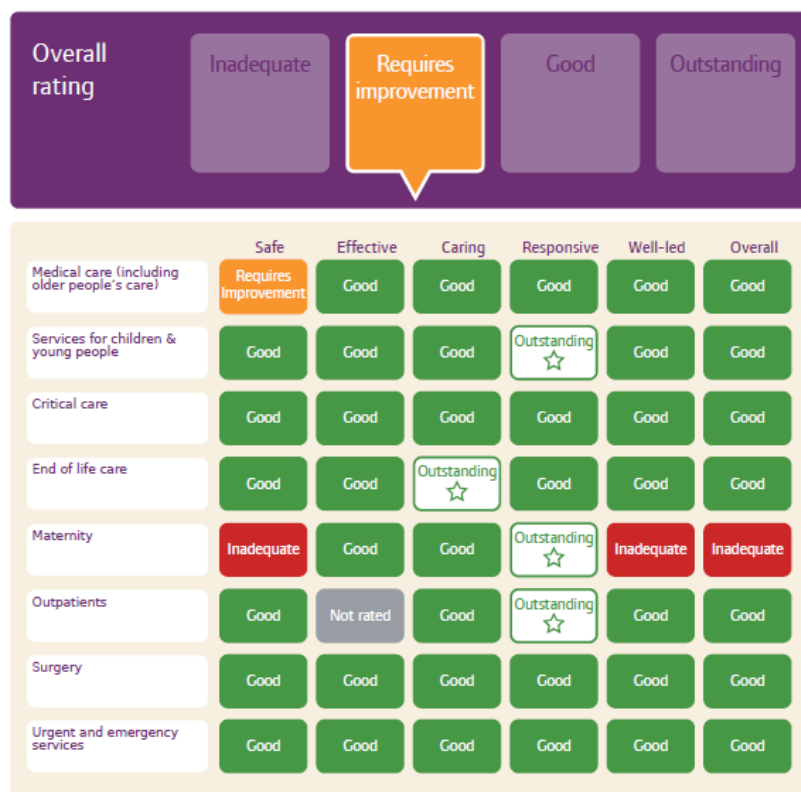 Overall
rating
Inadequate
Requires
improvement
Good
Outstanding
Safe Effective Caring Responsive Well-led Overall
Medical care (including
older people's care)
Requires
Improvement
Good Good Good Good Good
Services for children &
young people
Good Good Good Outstanding Good Good
Critical care
Good Good Good Good Good Good
End of life care
Good Good Outstanding Good Good Good
Maternity
Inadequate Good Good Outstanding Inadequate Inadequate
Outpatients
Good Not rated Good Outstanding Good Good
Surgery
Good Good Good Good Good Good
Urgent and emergency
services
Good Good Good Good Good Good